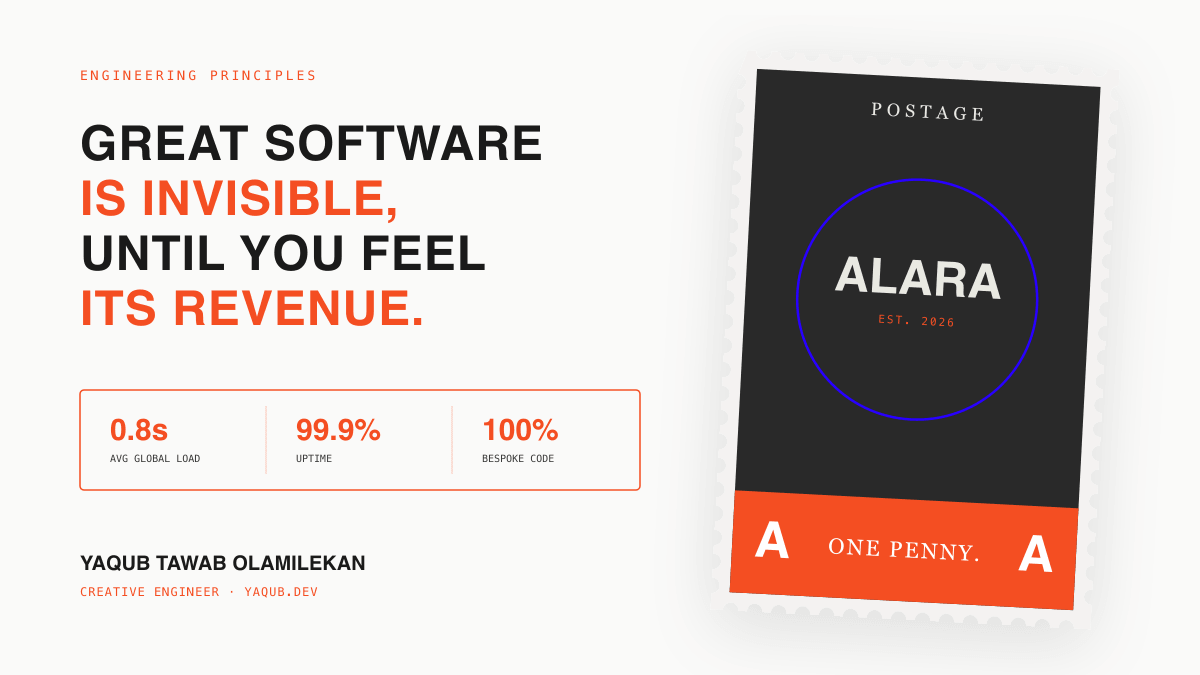 ENGINEERING PRINCIPLES
GREAT SOFTWARE
IS INVISIBLE,
UNTIL YOU FEEL
ITS REVENUE.
0.8s
AVG GLOBAL LOAD
99.9%
UPTIME
100%
BESPOKE CODE
YAQUB TAWAB OLAMILEKAN
CREATIVE ENGINEER · YAQUB.DEV
POSTAGE
ALARA
EST. 2026
A ONE PENNY. A